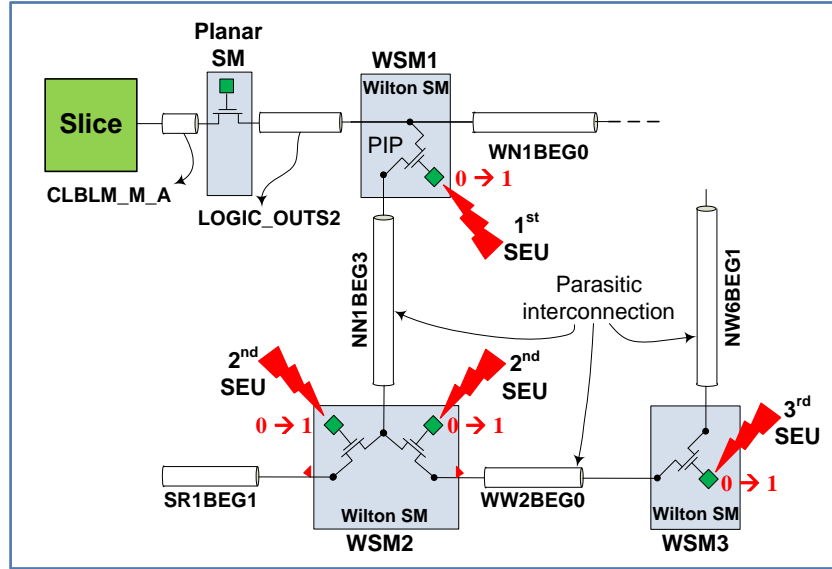 Planar
SM
WSM1
Wilton SM
Slice
PIP
WN1BEG0
CLBLM_M_A
0 → 1
LOGIC_OUTS2
1st
SEU
NN1BEG3
Parasitic
interconnection
NW6BEG1
2nd
SEU
2nd
SEU
3rd
SEU
0 → 1
0 → 1
0 → 1
SR1BEG1
WW2BEG0
Wilton SM
WSM2
Wilton SM
WSM3